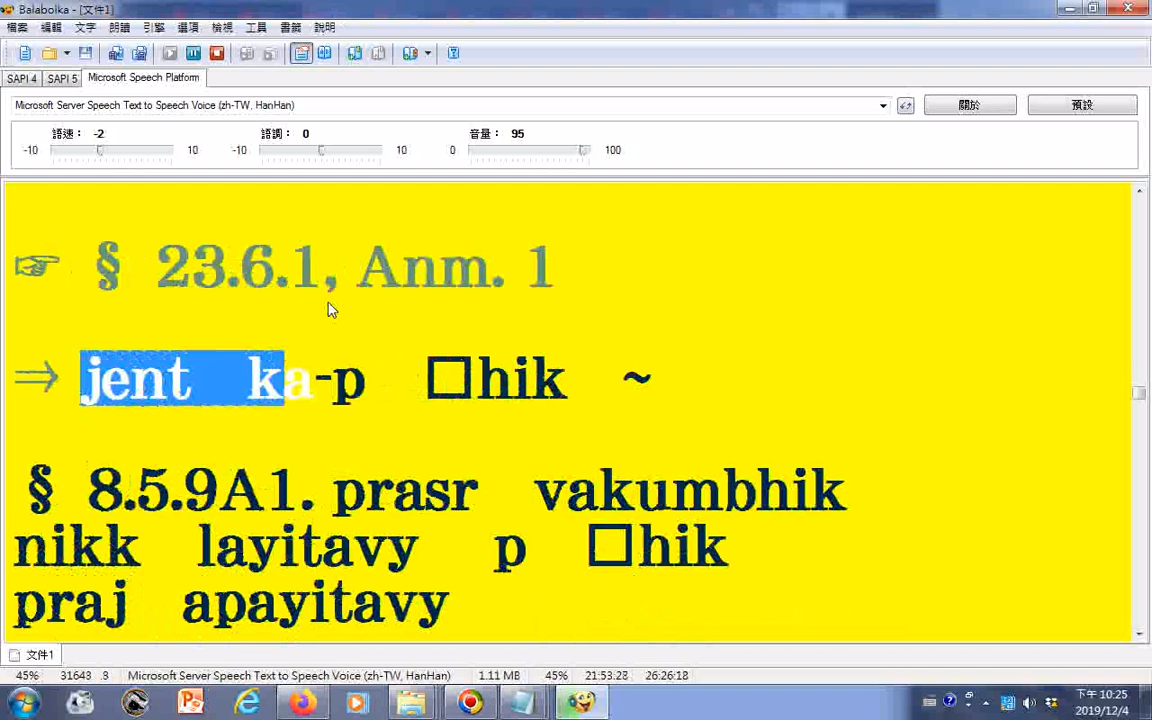 Balabolka - [文件1]
檔案 編輯 文字 朗讀 引擎 選項 檢視 工具 書籤 說明
SAPI 4 SAPI 5 Microsoft Speech Platform
Microsoft Server Speech Text to Speech Voice (zh-TW, HanHan) 關於 預設
語速： -2 語調： 0 音量： 95
-10 10 -10 10 0 100
☞ § 23.6.1, Anm. 1
⇒ jent ka-p □hik ~
§ 8.5.9A1. prasr vakumbhik
nikk layitavy p □hik
praj apayitavy
文件1
45% 31643 .3 Microsoft Server Speech Text to Speech Voice (zh-TW, HanHan) 1.11 MB 45% 21:53:28 26:26:18
下午 10:25
2019/12/4